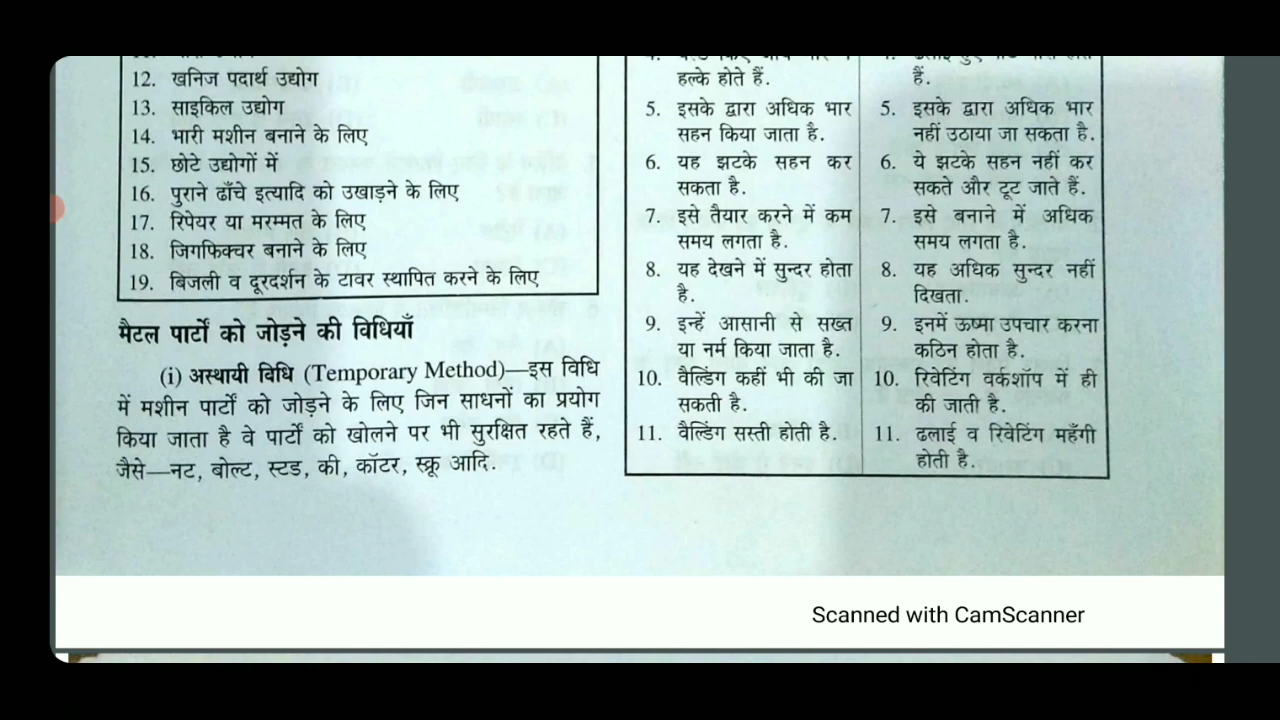 12. खनिज पदार्थ उद्योग
13. साइकिल उद्योग
14. भारी मशीन बनाने के लिए
15. छोटे उद्योगों में
16. पुराने ढाँचे इत्यादि को उखाड़ने के लिए
17. रिपेयर या मरम्मत के लिए
18. जिगफिक्चर बनाने के लिए
19. बिजली व दूरदर्शन के टावर स्थापित करने के लिए
मैटल पार्टों को जोड़ने की विधियाँ
(i) अस्थायी विधि (Temporary Method)—इस विधि
में मशीन पार्टों को जोड़ने के लिए जिन साधनों का प्रयोग
किया जाता है वे पार्टों को खोलने पर भी सुरक्षित रहते हैं,
जैसे—नट, बोल्ट, स्टड, की, कॉटर, स्क्रू आदि.
हल्के होते हैं.
5. इसके द्वारा अधिक भार
सहन किया जाता है.
6. यह झटके सहन कर
सकता है.
7. इसे तैयार करने में कम
समय लगता है.
8. यह देखने में सुन्दर होता
है.
9. इन्हें आसानी से सख्त
या नर्म किया जाता है.
10. वैल्डिंग कहीं भी की जा
सकती है.
11. वैल्डिंग सस्ती होती है.
हैं.
5. इसके द्वारा अधिक भार
नहीं उठाया जा सकता है.
6. ये झटके सहन नहीं कर
सकते और टूट जाते हैं.
7. इसे बनाने में अधिक
समय लगता है.
8. यह अधिक सुन्दर नहीं
दिखता.
9. इनमें ऊष्मा उपचार करना
कठिन होता है.
10. रिवेटिंग वर्कशॉप में ही
की जाती है.
11. ढलाई व रिवेटिंग महँगी
होती है.
Scanned with CamScanner